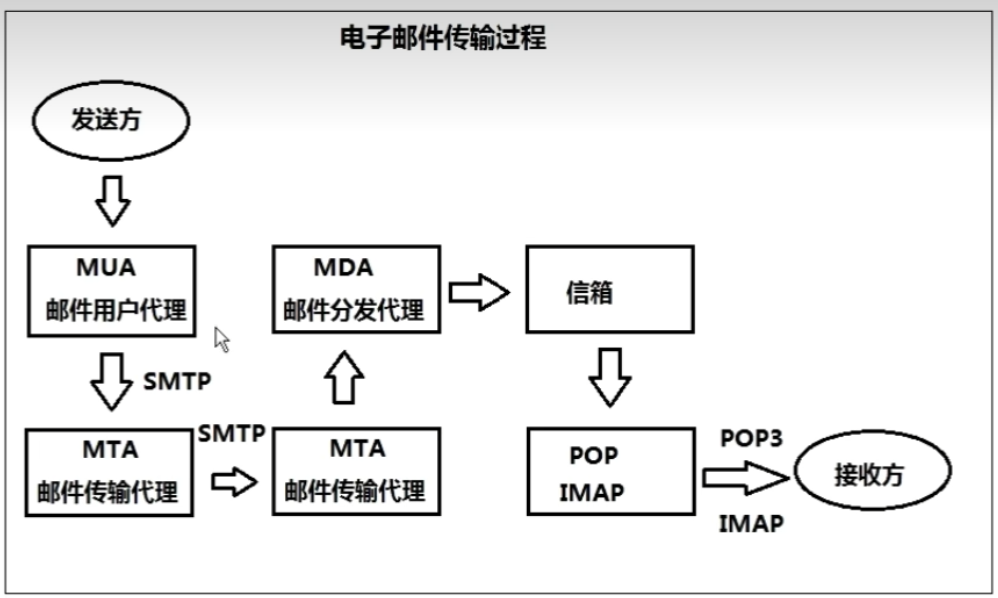 电子邮件传输过程
发送方
MUA
邮件用户代理
SMTP
MTA
邮件传输代理
SMTP
MTA
邮件传输代理
MDA
邮件分发代理
信箱
POP
IMAP
POP3
IMAP
接收方